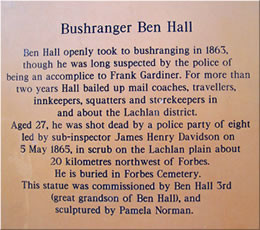 Bushranger Ben Hall
Ben Hall openly took to bushranging in 1863,
though he was long suspected by the police of
being an accomplice to Frank Gardiner. For more than
two years Hall bailed up mail coaches, travellers,
innkeepers, squatters and storekeepers in
and about the Lachlan district.
Aged 27, he was shot dead by a police party of eight
led by sub-inspector James Henry Davidson on
5 May 1865, in scrub on the Lachlan plain about
20 kilometres northwest of Forbes.
He is buried in Forbes Cemetery.
This statue was commissioned by Ben Hall 3rd
(great grandson of Ben Hall), and
sculptured by Pamela Norman.